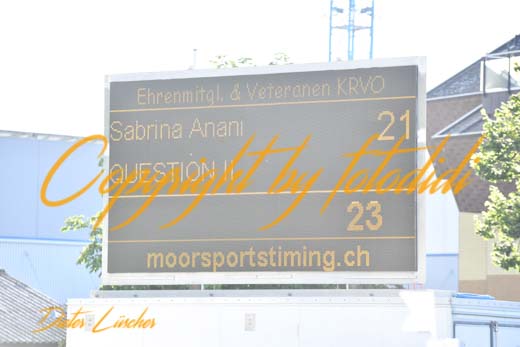 Ehrenmitgl. & Veteranen KRVO
Sabrina Anani 21
QUESTION II
Copyright by fotodidi
23
moorsportstiming.ch
Dieter Lüscher